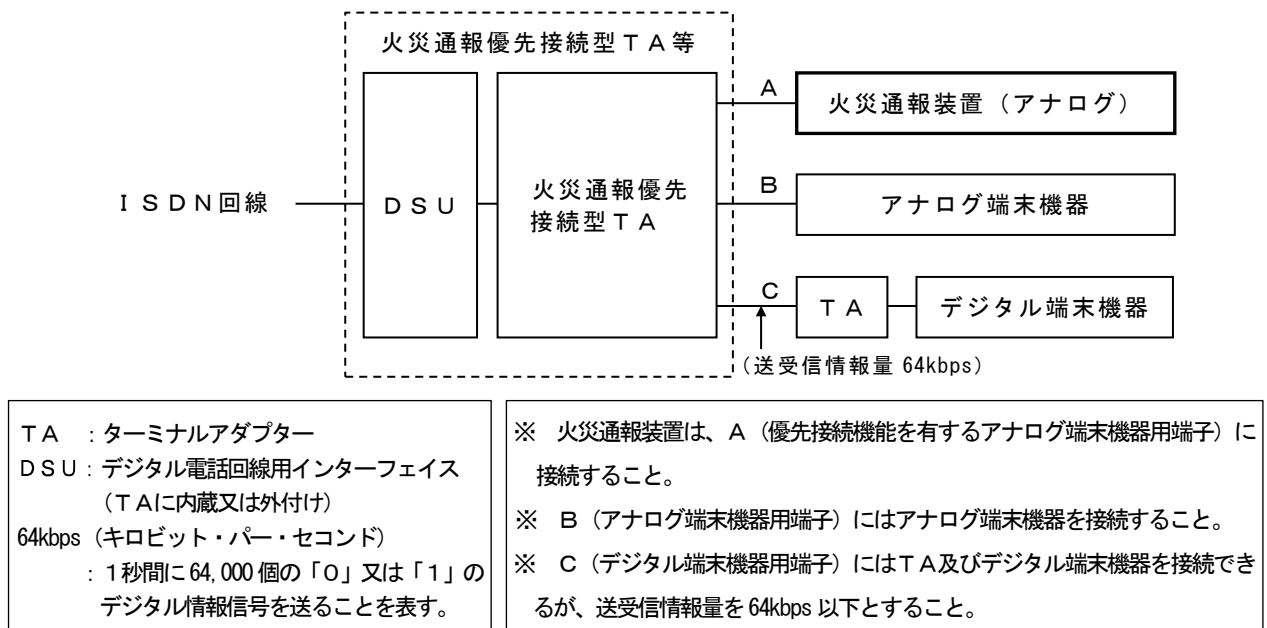 火災通報優先接続型ＴＡ等
Ａ
火災通報装置（アナログ）
ＩＳＤＮ回線
ＤＳＵ
火災通報優先
接続型ＴＡ
Ｂ
アナログ端末機器
Ｃ
ＴＡ
デジタル端末機器
（送受信情報量 64kbps）
ＴＡ　：ターミナルアダプター
ＤＳＵ：デジタル電話回線用インターフェイス
（ＴＡに内蔵又は外付け）
64kbps（キロビット・パー・セコンド）
：１秒間に 64,000 個の「０」又は「１」の
デジタル情報信号を送ることを表す。
※　火災通報装置は、Ａ（優先接続機能を有するアナログ端末機器用端子）に
接続すること。
※　Ｂ（アナログ端末機器用端子）にはアナログ端末機器を接続すること。
※　Ｃ（デジタル端末機器用端子）にはＴＡ及びデジタル端末機器を接続でき
るが、送受信情報量を 64kbps 以下とすること。